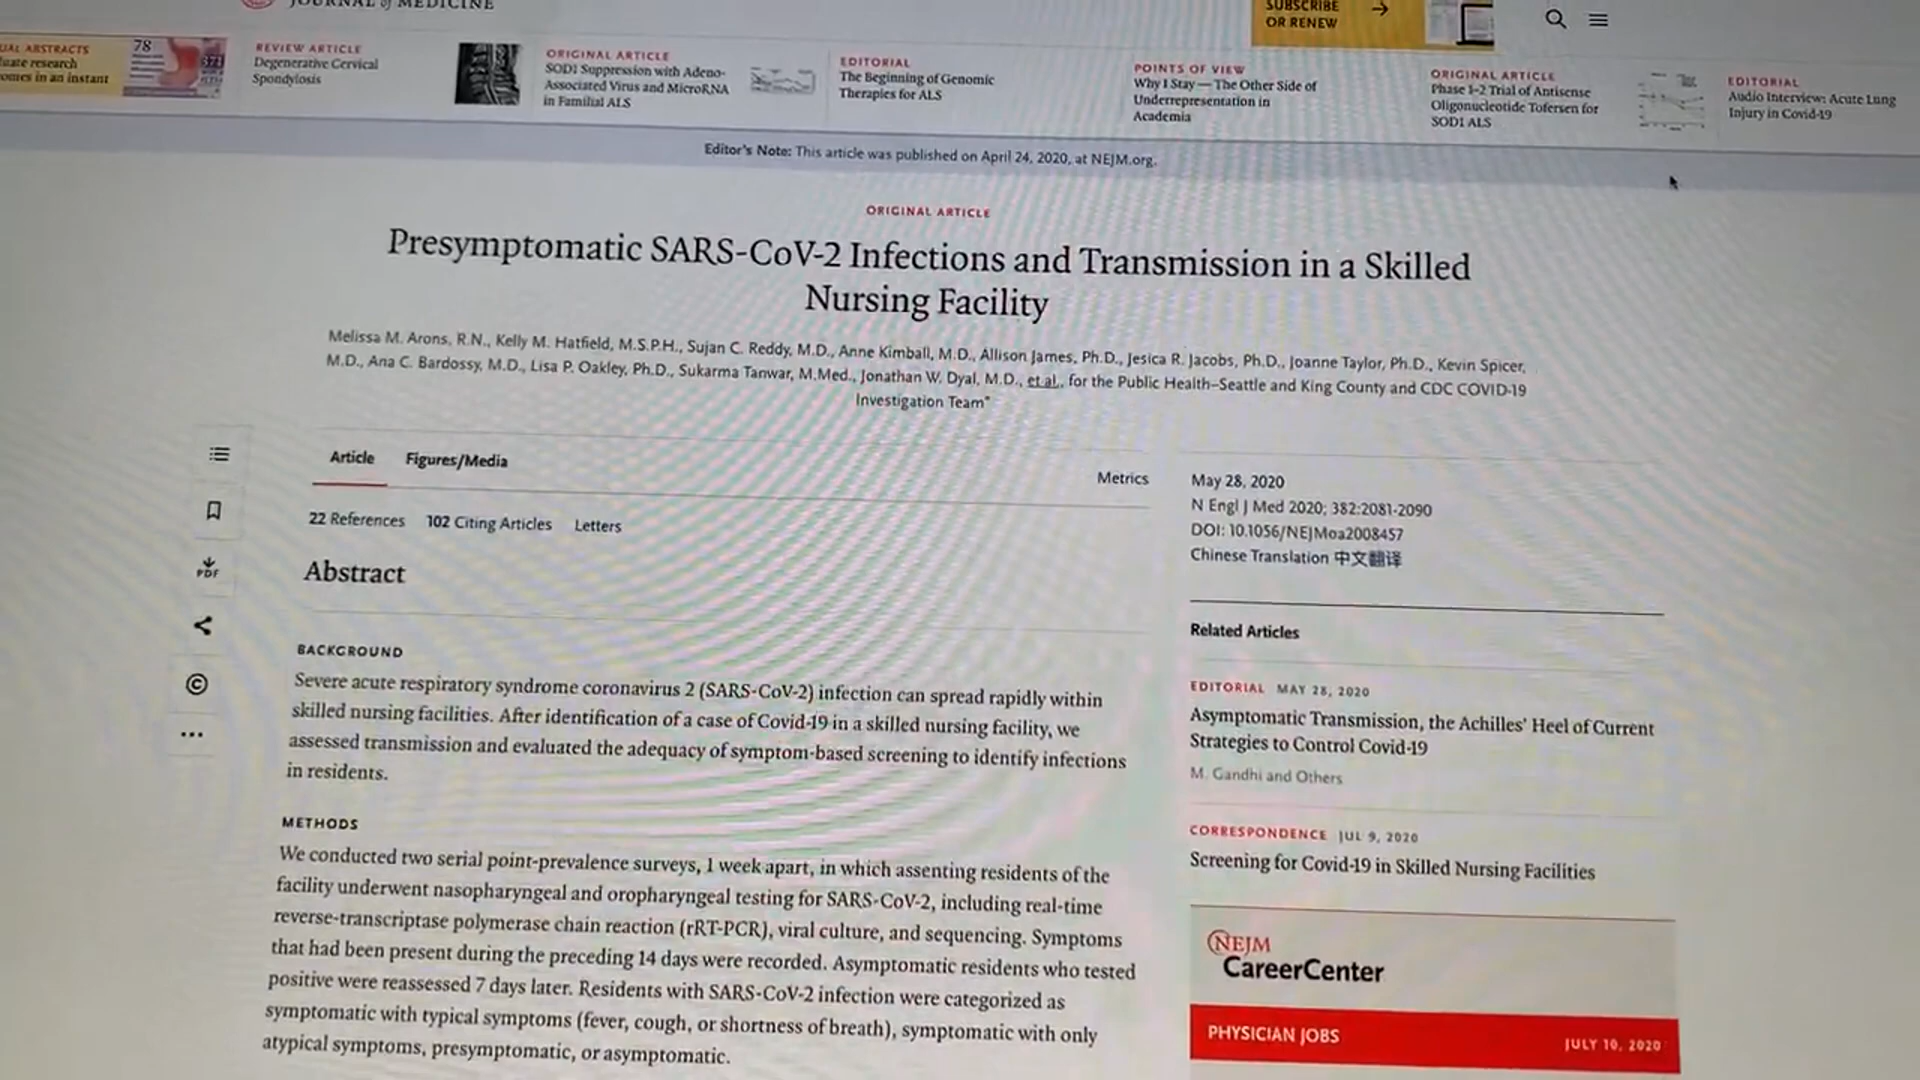 JOURNAL of MEDICINE
SUBSCRIBE
OR RENEW
UAL ABSTRACTS
uate research
omes in an instant
78
371
REVIEW ARTICLE
Degenerative Cervical
Spondylosis
ORIGINAL ARTICLE
SOD1 Suppression with Adeno-
Associated Virus and MicroRNA
in Familial ALS
EDITORIAL
The Beginning of Genomic
Therapies for ALS
POINTS OF VIEW
Why I Stay — The Other Side of
Underrepresentation in
Academia
ORIGINAL ARTICLE
Phase 1–2 Trial of Antisense
Oligonucleotide Tofersen for
SOD1 ALS
EDITORIAL
Audio Interview: Acute Lung
Injury in Covid-19
Editor's Note: This article was published on April 24, 2020, at NEJM.org.
ORIGINAL ARTICLE
Presymptomatic SARS-CoV-2 Infections and Transmission in a Skilled
Nursing Facility
Melissa M. Arons, R.N., Kelly M. Hatfield, M.S.P.H., Sujan C. Reddy, M.D., Anne Kimball, M.D., Allison James, Ph.D., Jesica R. Jacobs, Ph.D., Joanne Taylor, Ph.D., Kevin Spicer,
M.D., Ana C. Bardossy, M.D., Lisa P. Oakley, Ph.D., Sukarma Tanwar, M.Med., Jonathan W. Dyal, M.D., et al., for the Public Health–Seattle and King County and CDC COVID-19
Investigation Team*
Article Figures/Media
Metrics
22 References 102 Citing Articles Letters
Abstract
BACKGROUND
Severe acute respiratory syndrome coronavirus 2 (SARS-CoV-2) infection can spread rapidly within
skilled nursing facilities. After identification of a case of Covid-19 in a skilled nursing facility, we
assessed transmission and evaluated the adequacy of symptom-based screening to identify infections
in residents.
METHODS
We conducted two serial point-prevalence surveys, 1 week apart, in which assenting residents of the
facility underwent nasopharyngeal and oropharyngeal testing for SARS-CoV-2, including real-time
reverse-transcriptase polymerase chain reaction (rRT-PCR), viral culture, and sequencing. Symptoms
that had been present during the preceding 14 days were recorded. Asymptomatic residents who tested
positive were reassessed 7 days later. Residents with SARS-CoV-2 infection were categorized as
symptomatic with typical symptoms (fever, cough, or shortness of breath), symptomatic with only
atypical symptoms, presymptomatic, or asymptomatic.
PDF
©
May 28, 2020
N Engl J Med 2020; 382:2081-2090
DOI: 10.1056/NEJMoa2008457
Chinese Translation 中文翻译
Related Articles
EDITORIAL MAY 28, 2020
Asymptomatic Transmission, the Achilles' Heel of Current
Strategies to Control Covid-19
M. Gandhi and Others
CORRESPONDENCE JUL 9, 2020
Screening for Covid-19 in Skilled Nursing Facilities
NEJM
CareerCenter
PHYSICIAN JOBS
JULY 10, 2020